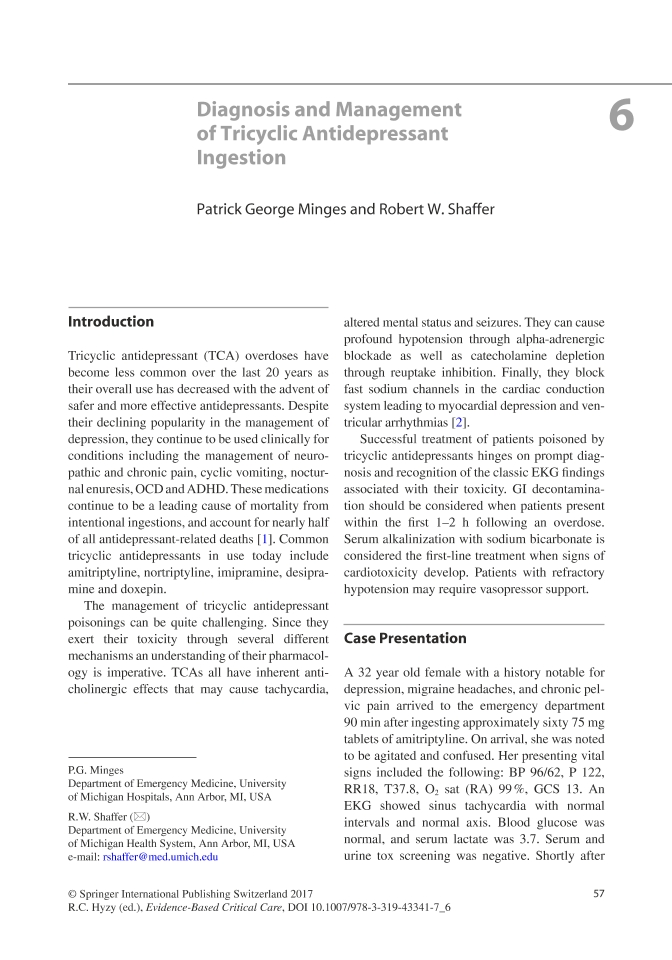 Diagnosis and Management
of Tricyclic Antidepressant
Ingestion
6
Patrick George Minges and Robert W. Shaffer
Introduction
Tricyclic antidepressant (TCA) overdoses have
become less common over the last 20 years as
their overall use has decreased with the advent of
safer and more effective antidepressants. Despite
their declining popularity in the management of
depression, they continue to be used clinically for
conditions including the management of neuro-
pathic and chronic pain, cyclic vomiting, noctur-
nal enuresis, OCD and ADHD. These medications
continue to be a leading cause of mortality from
intentional ingestions, and account for nearly half
of all antidepressant-related deaths [1]. Common
tricyclic antidepressants in use today include
amitriptyline, nortriptyline, imipramine, desipra-
mine and doxepin.
The management of tricyclic antidepressant
poisonings can be quite challenging. Since they
exert their toxicity through several different
mechanisms an understanding of their pharmacol-
ogy is imperative. TCAs all have inherent anti-
cholinergic effects that may cause tachycardia,
P.G. Minges
Department of Emergency Medicine, University
of Michigan Hospitals, Ann Arbor, MI, USA
R.W. Shaffer (✉)
Department of Emergency Medicine, University
of Michigan Health System, Ann Arbor, MI, USA
e-mail: rshaffer@med.umich.edu
altered mental status and seizures. They can cause
profound hypotension through alpha-adrenergic
blockade as well as catecholamine depletion
through reuptake inhibition. Finally, they block
fast sodium channels in the cardiac conduction
system leading to myocardial depression and ven-
tricular arrhythmias [2].
Successful treatment of patients poisoned by
tricyclic antidepressants hinges on prompt diag-
nosis and recognition of the classic EKG findings
associated with their toxicity. GI decontamina-
tion should be considered when patients present
within the first 1–2 h following an overdose.
Serum alkalinization with sodium bicarbonate is
considered the first-line treatment when signs of
cardiotoxicity develop. Patients with refractory
hypotension may require vasopressor support.
Case Presentation
A 32 year old female with a history notable for
depression, migraine headaches, and chronic pel-
vic pain arrived to the emergency department
90 min after ingesting approximately sixty 75 mg
tablets of amitriptyline. On arrival, she was noted
to be agitated and confused. Her presenting vital
signs included the following: BP 96/62, P 122,
RR18, T37.8, O₂ sat (RA) 99 %, GCS 13. An
EKG showed sinus tachycardia with normal
intervals and normal axis. Blood glucose was
normal, and serum lactate was 3.7. Serum and
urine tox screening was negative. Shortly after
© Springer International Publishing Switzerland 2017
R.C. Hyzy (ed.), Evidence-Based Critical Care, DOI 10.1007/978-3-319-43341-7_6
57